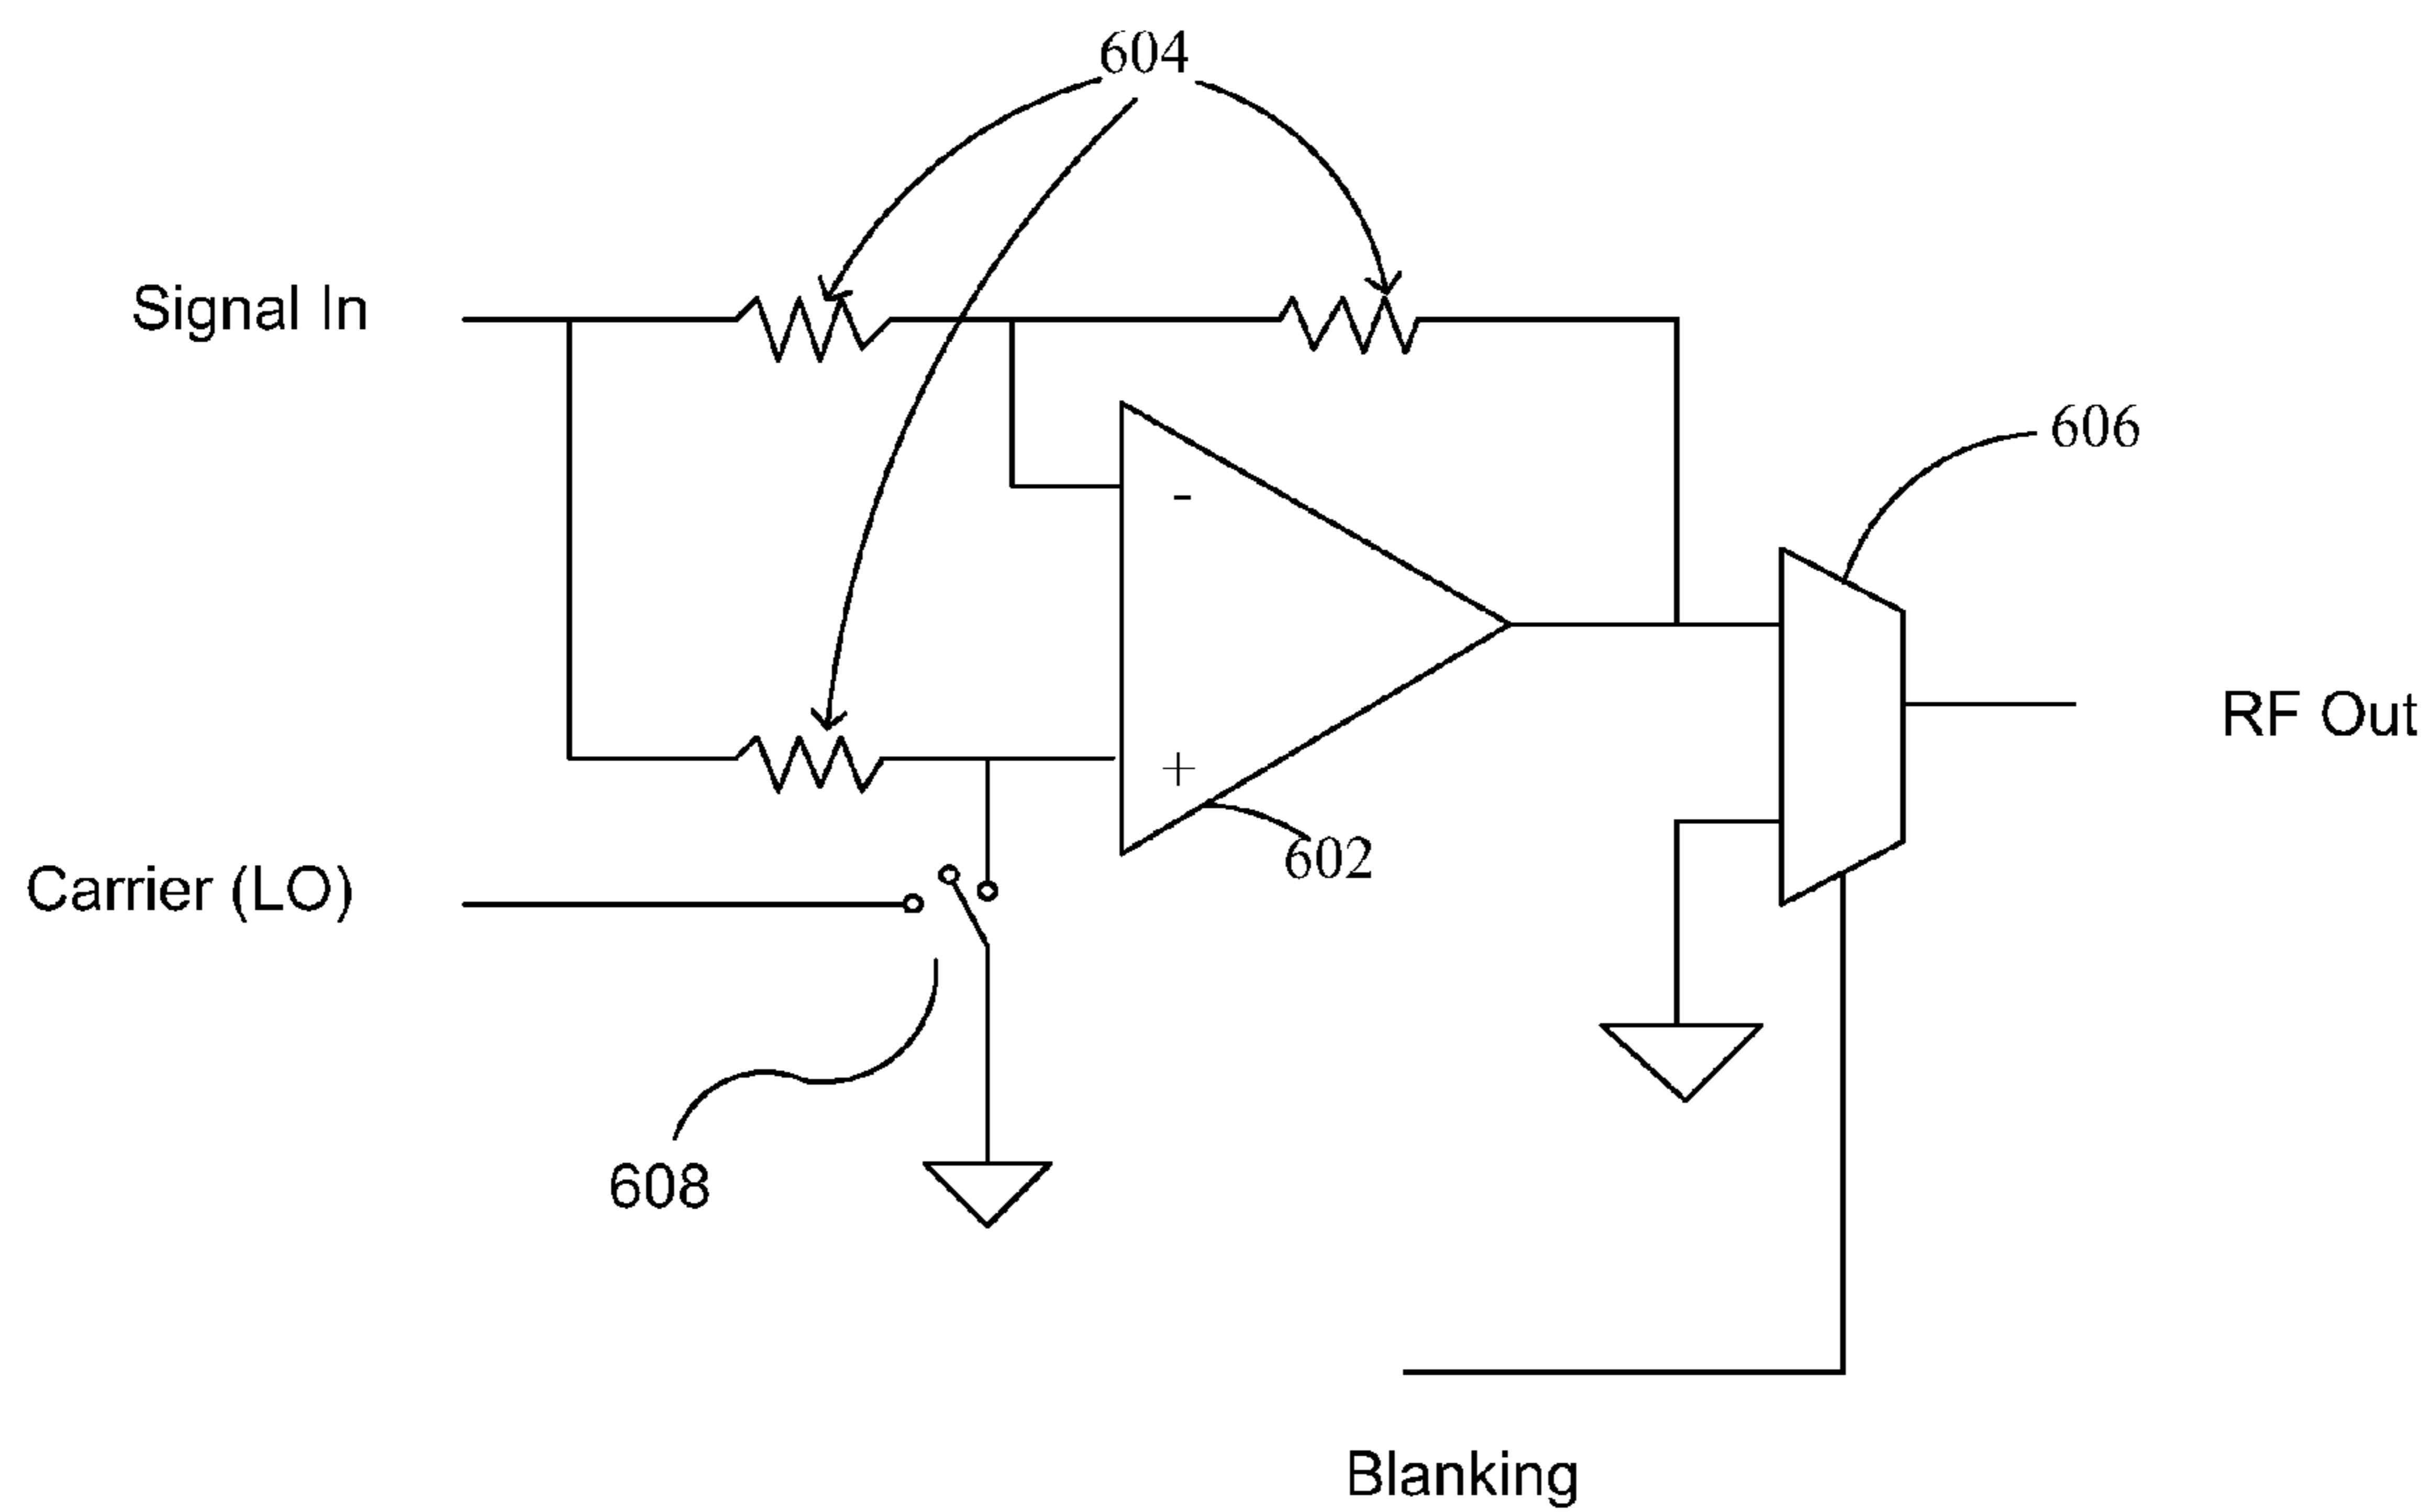 604
Signal In
606
-
RF Out
+
602
Carrier (LO)
608
Blanking